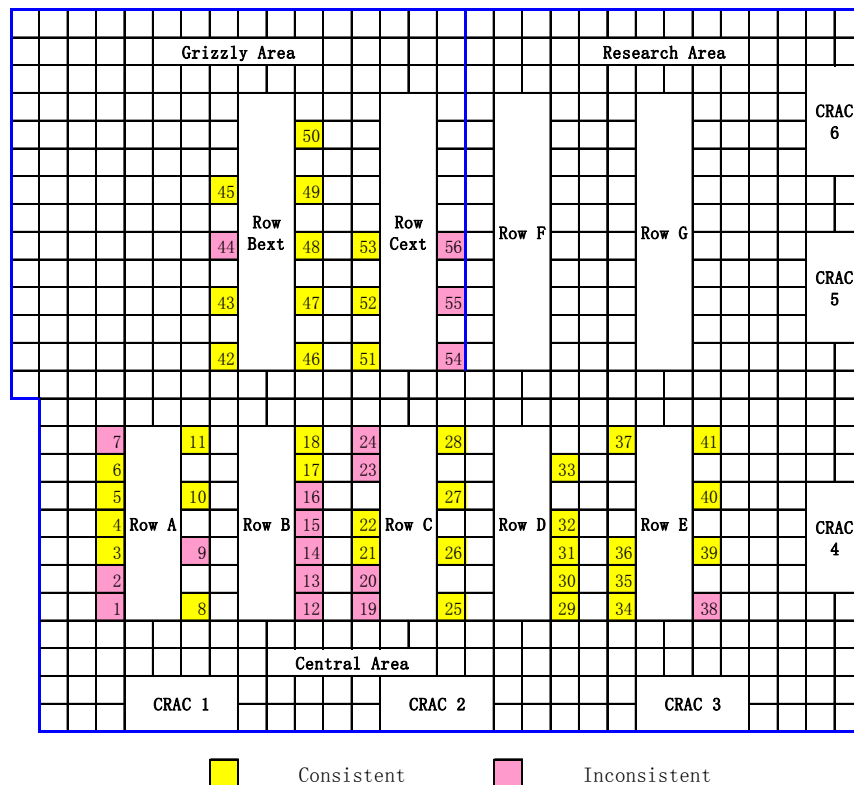 Grizzly Area Research Area
CRAC
6
50
45 49
Row
Bext
Row
Cext
Row F Row G
44 48 53 56
CRAC
5
43 47 52 55
42 46 51 54
7 11 18 24 28 37 41
6 17 23 33
5 10 16 27 40
4 Row A Row B 15 22 Row C Row D 32 Row E
CRAC
4
3 9 14 21 26 31 36 39
2 13 20 30 35
1 8 12 19 25 29 34 38
Central Area
CRAC 1 CRAC 2 CRAC 3
Consistent Inconsistent